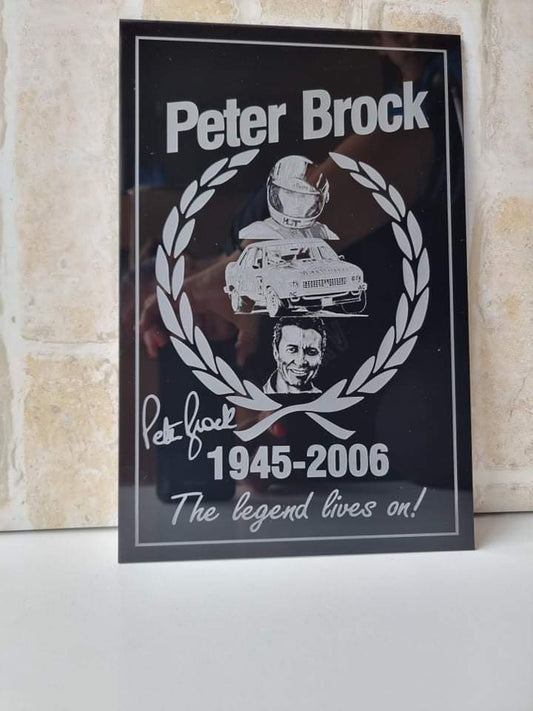 Peter Brock
Peter Brock
1945-2006
The legend lives on!